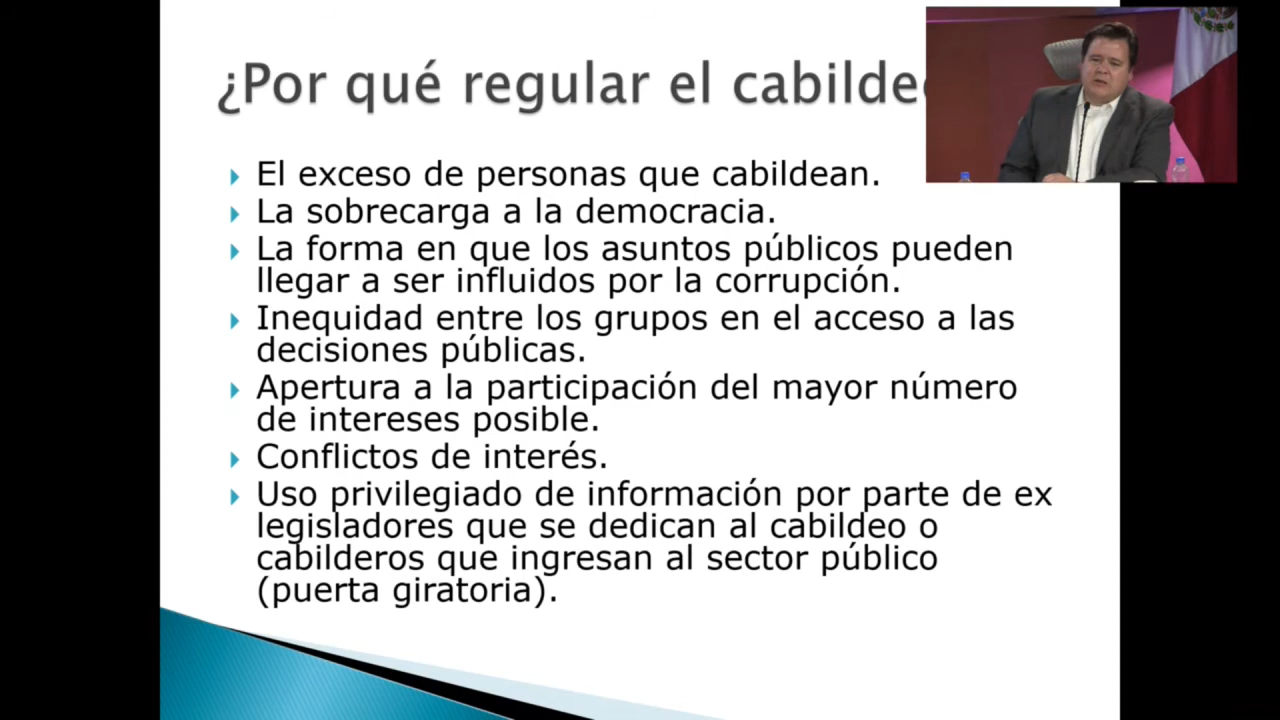 ¿Por qué regular el cabilde
El exceso de personas que cabildean.
La sobrecarga a la democracia.
La forma en que los asuntos públicos pueden
llegar a ser influidos por la corrupción.
Inequidad entre los grupos en el acceso a las
decisiones públicas.
Apertura a la participación del mayor número
de intereses posible.
Conflictos de interés.
Uso privilegiado de información por parte de ex
legisladores que se dedican al cabildeo o
cabilderos que ingresan al sector público
(puerta giratoria).